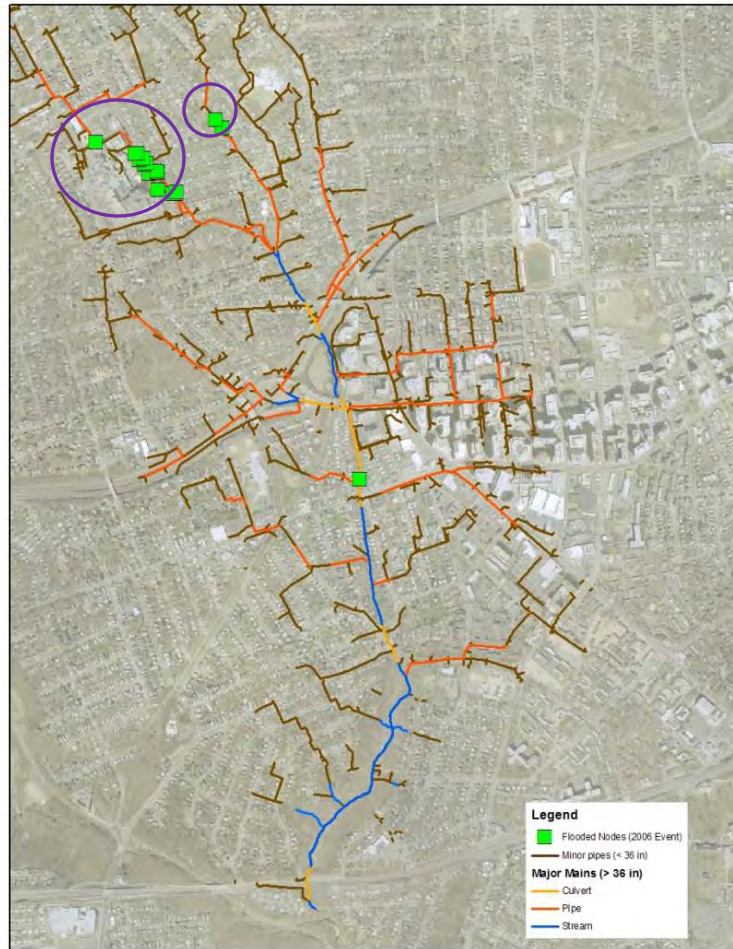 Legend
Flooded Nodes (2006 Event)
Minor pipes (< 36 in)
Major Mains (> 36 in)
Culvert
Pipe
Stream